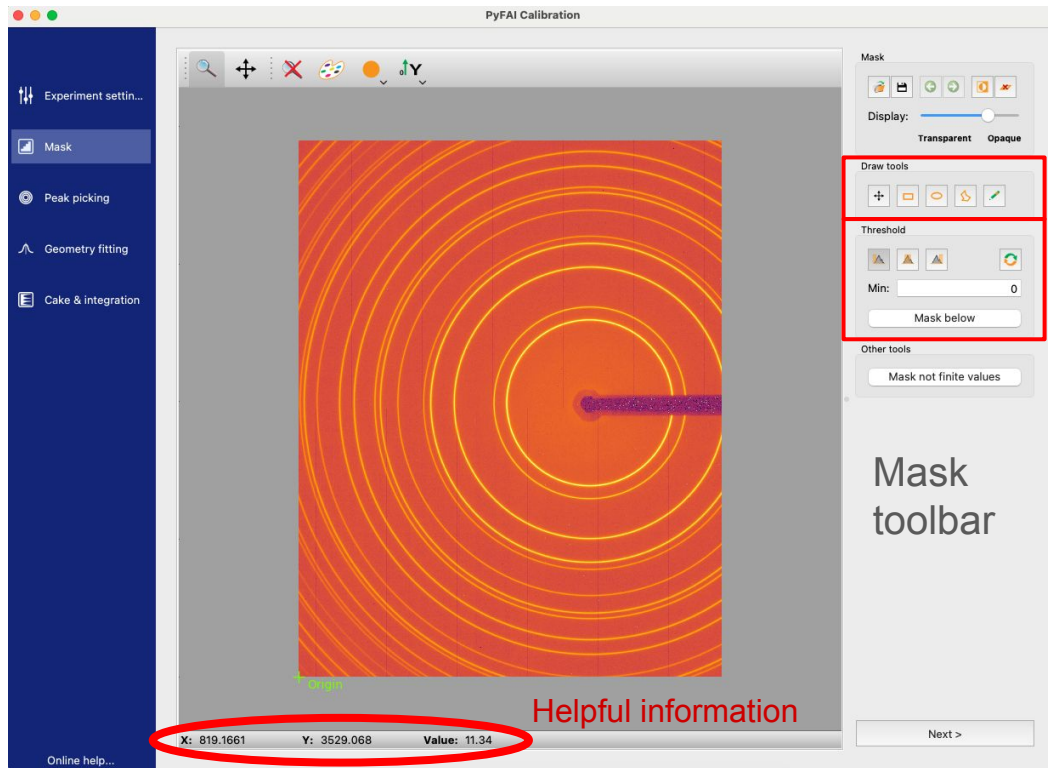 PyFAI Calibration
Experiment settin...
Mask
Peak picking
Geometry fitting
Cake & integration
Online help...
0
Y
Origin
Helpful information
X: 819.1661 Y: 3529.068 Value: 11.34
Mask
Display:
Transparent Opaque
Draw tools
Threshold
Min: 0
Mask below
Other tools
Mask not finite values
Mask
toolbar
Next >